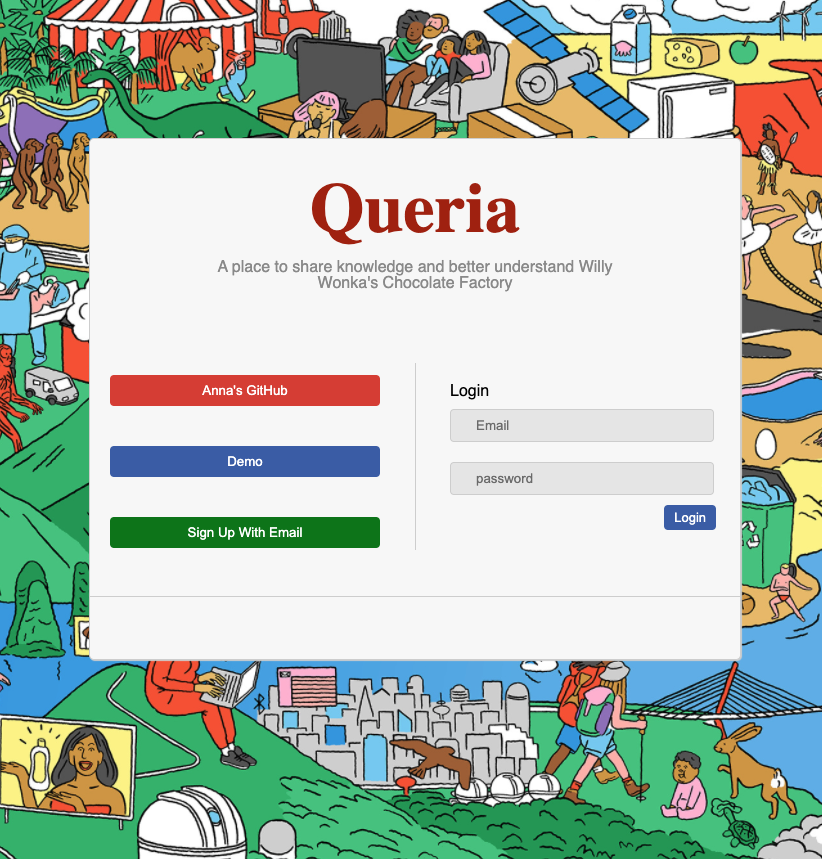 Queria
A place to share knowledge and better understand Willy
Wonka's Chocolate Factory
Anna's GitHub
Demo
Sign Up With Email
Login
Email
password
Login